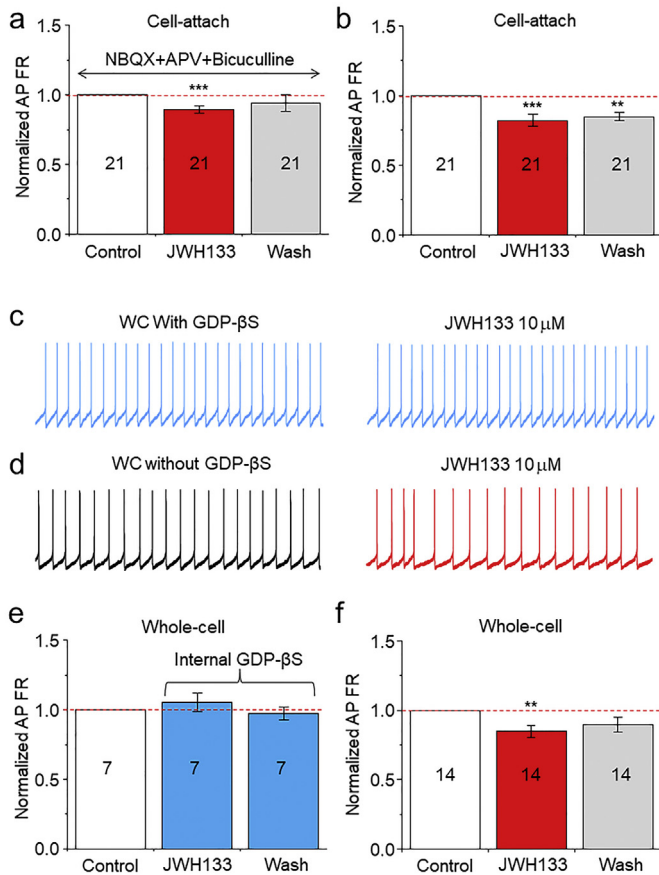 a
Cell-attach
Normalized AP FR
1.5
1.0
0.5
0.0
NBQX+APV+Bicuculline
***
21
21
21
Control
JWH133
Wash
b
Cell-attach
Normalized AP FR
1.5
1.0
0.5
0.0
***
**
21
21
21
Control
JWH133
Wash
c
WC With GDP-βS
JWH133 10 μM
d
WC without GDP-βS
JWH133 10 μM
e
Whole-cell
Normalized AP FR
1.5
1.0
0.5
0.0
Internal GDP-βS
7
7
7
Control
JWH133
Wash
f
Whole-cell
Normalized AP FR
1.5
1.0
0.5
0.0
**
14
14
14
Control
JWH133
Wash